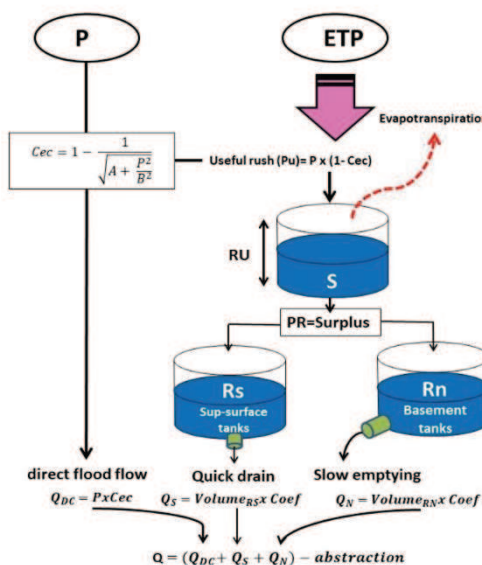 P
ETP
Evapotranspiration
Cec = 1 − 1 / √(A + P²/B²)
Useful rush (Pu)= P x (1- Cec)
RU
S
PR=Surplus
Rs
Sup-surface
tanks
Rn
Basement
tanks
direct flood flow
Quick drain
Slow emptying
Q_DC = PxCec
Q_S = Volume_RS x Coef
Q_N = Volume_RN x Coef
Q = (Q_DC + Q_S + Q_N) − abstraction